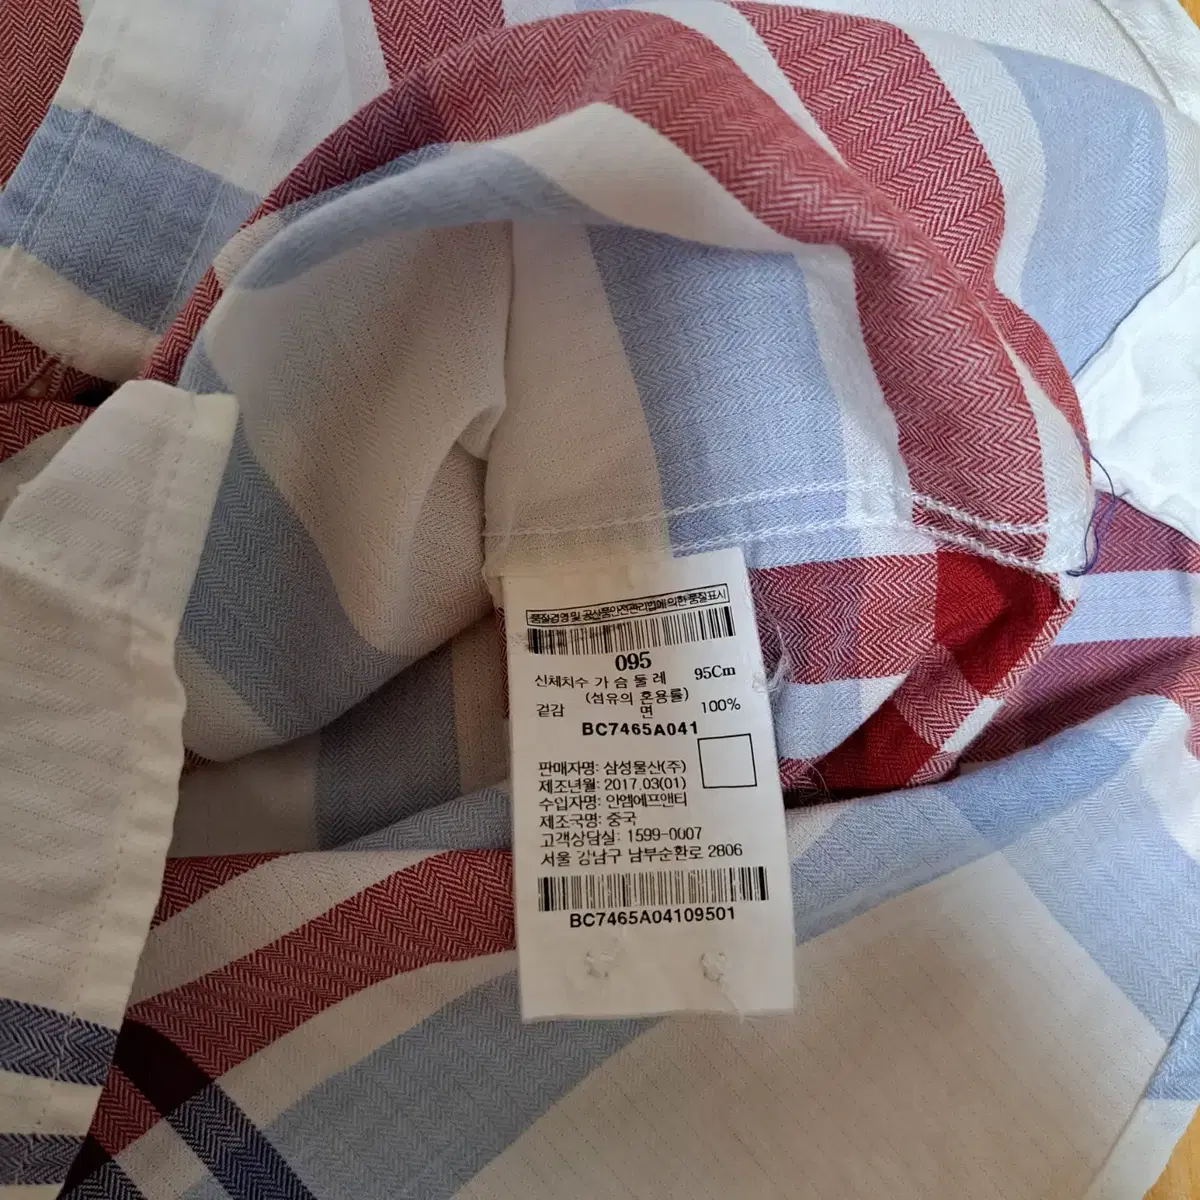 품질경영 및 공산품안전관리법에 의한 품질표시
095
신체치수 가 슴 둘 레 95Cm
(섬유의 혼용률)
겉감 면 100%
BC7465A041
판매자명: 삼성물산(주)
제조년월: 2017.03(01)
수입자명: 안엠에프앤티
제조국명: 중국
고객상담실: 1599-0007
서울 강남구 남부순환로 2806
BC7465A04109501